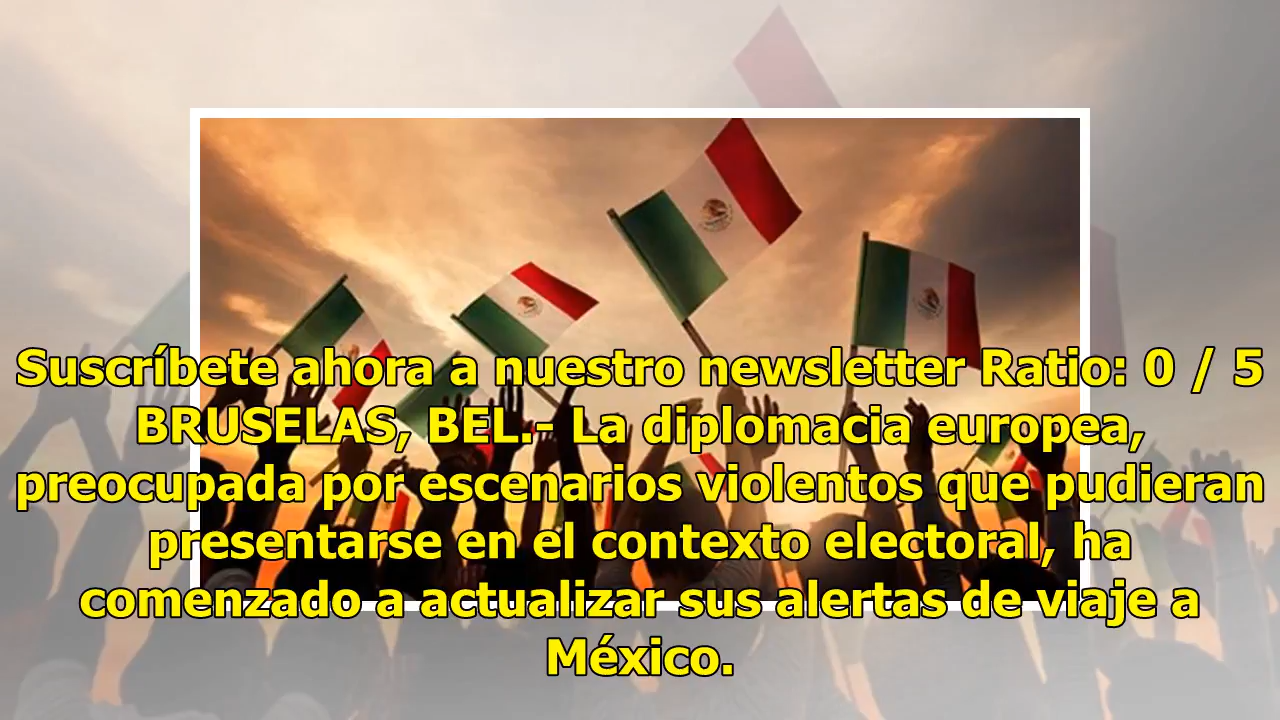 Suscríbete ahora a nuestro newsletter Ratio: 0 / 5
BRUSELAS, BEL.- La diplomacia europea,
preocupada por escenarios violentos que pudieran
presentarse en el contexto electoral, ha
comenzado a actualizar sus alertas de viaje a
México.